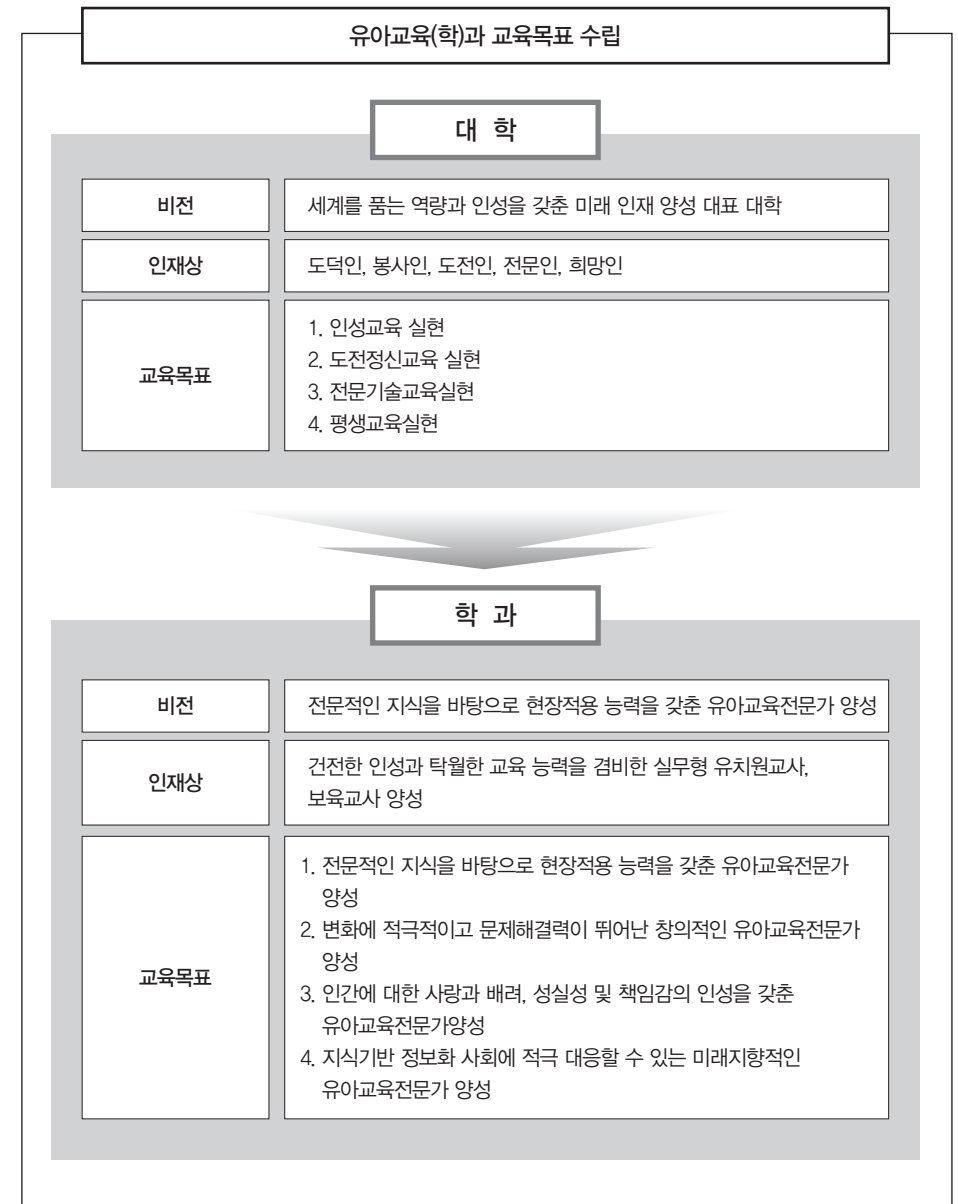 유아교육(학)과 교육목표 수립
대 학
비전
세계를 품는 역량과 인성을 갖춘 미래 인재 양성 대표 대학
인재상
도덕인, 봉사인, 도전인, 전문인, 희망인
교육목표
1. 인성교육 실현
2. 도전정신교육 실현
3. 전문기술교육실현
4. 평생교육실현
학 과
비전
전문적인 지식을 바탕으로 현장적용 능력을 갖춘 유아교육전문가 양성
인재상
건전한 인성과 탁월한 교육 능력을 겸비한 실무형 유치원교사,
보육교사 양성
교육목표
1. 전문적인 지식을 바탕으로 현장적용 능력을 갖춘 유아교육전문가
양성
2. 변화에 적극적이고 문제해결력이 뛰어난 창의적인 유아교육전문가
양성
3. 인간에 대한 사랑과 배려, 성실성 및 책임감의 인성을 갖춘
유아교육전문가양성
4. 지식기반 정보화 사회에 적극 대응할 수 있는 미래지향적인
유아교육전문가 양성